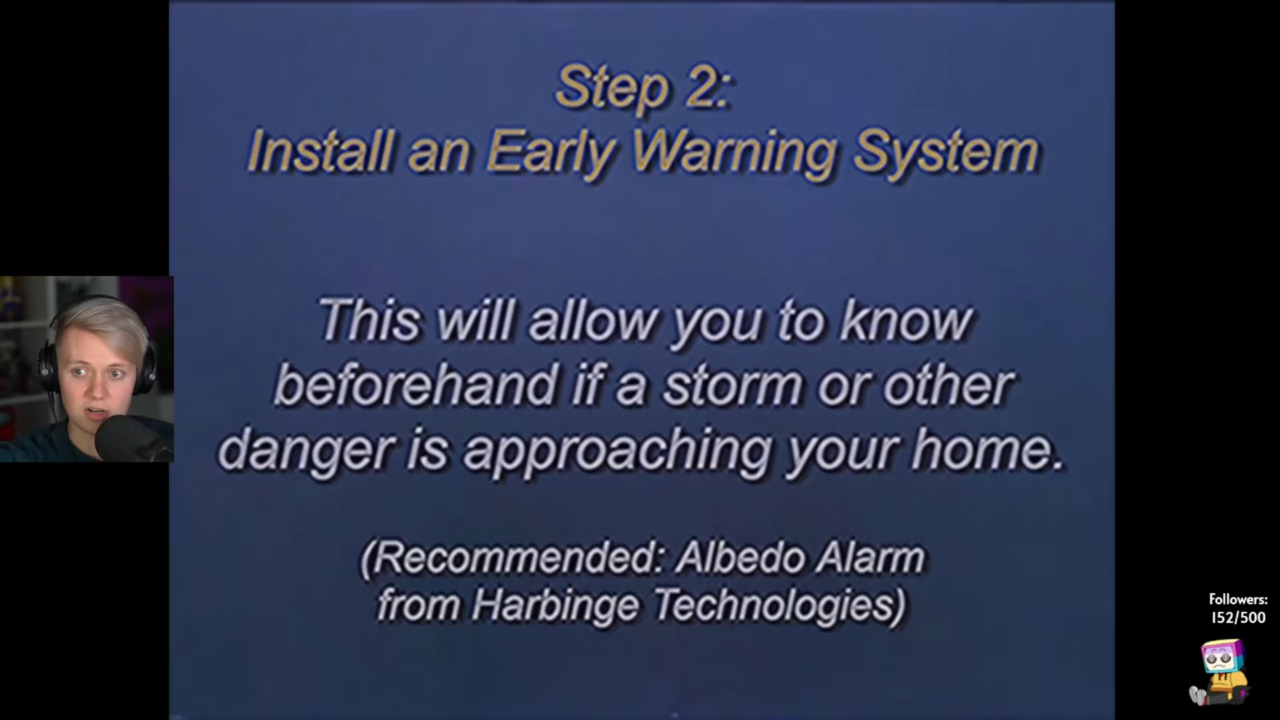 Step 2:
Install an Early Warning System
This will allow you to know
beforehand if a storm or other
danger is approaching your home.
(Recommended: Albedo Alarm
from Harbinge Technologies)
Followers:
152/500